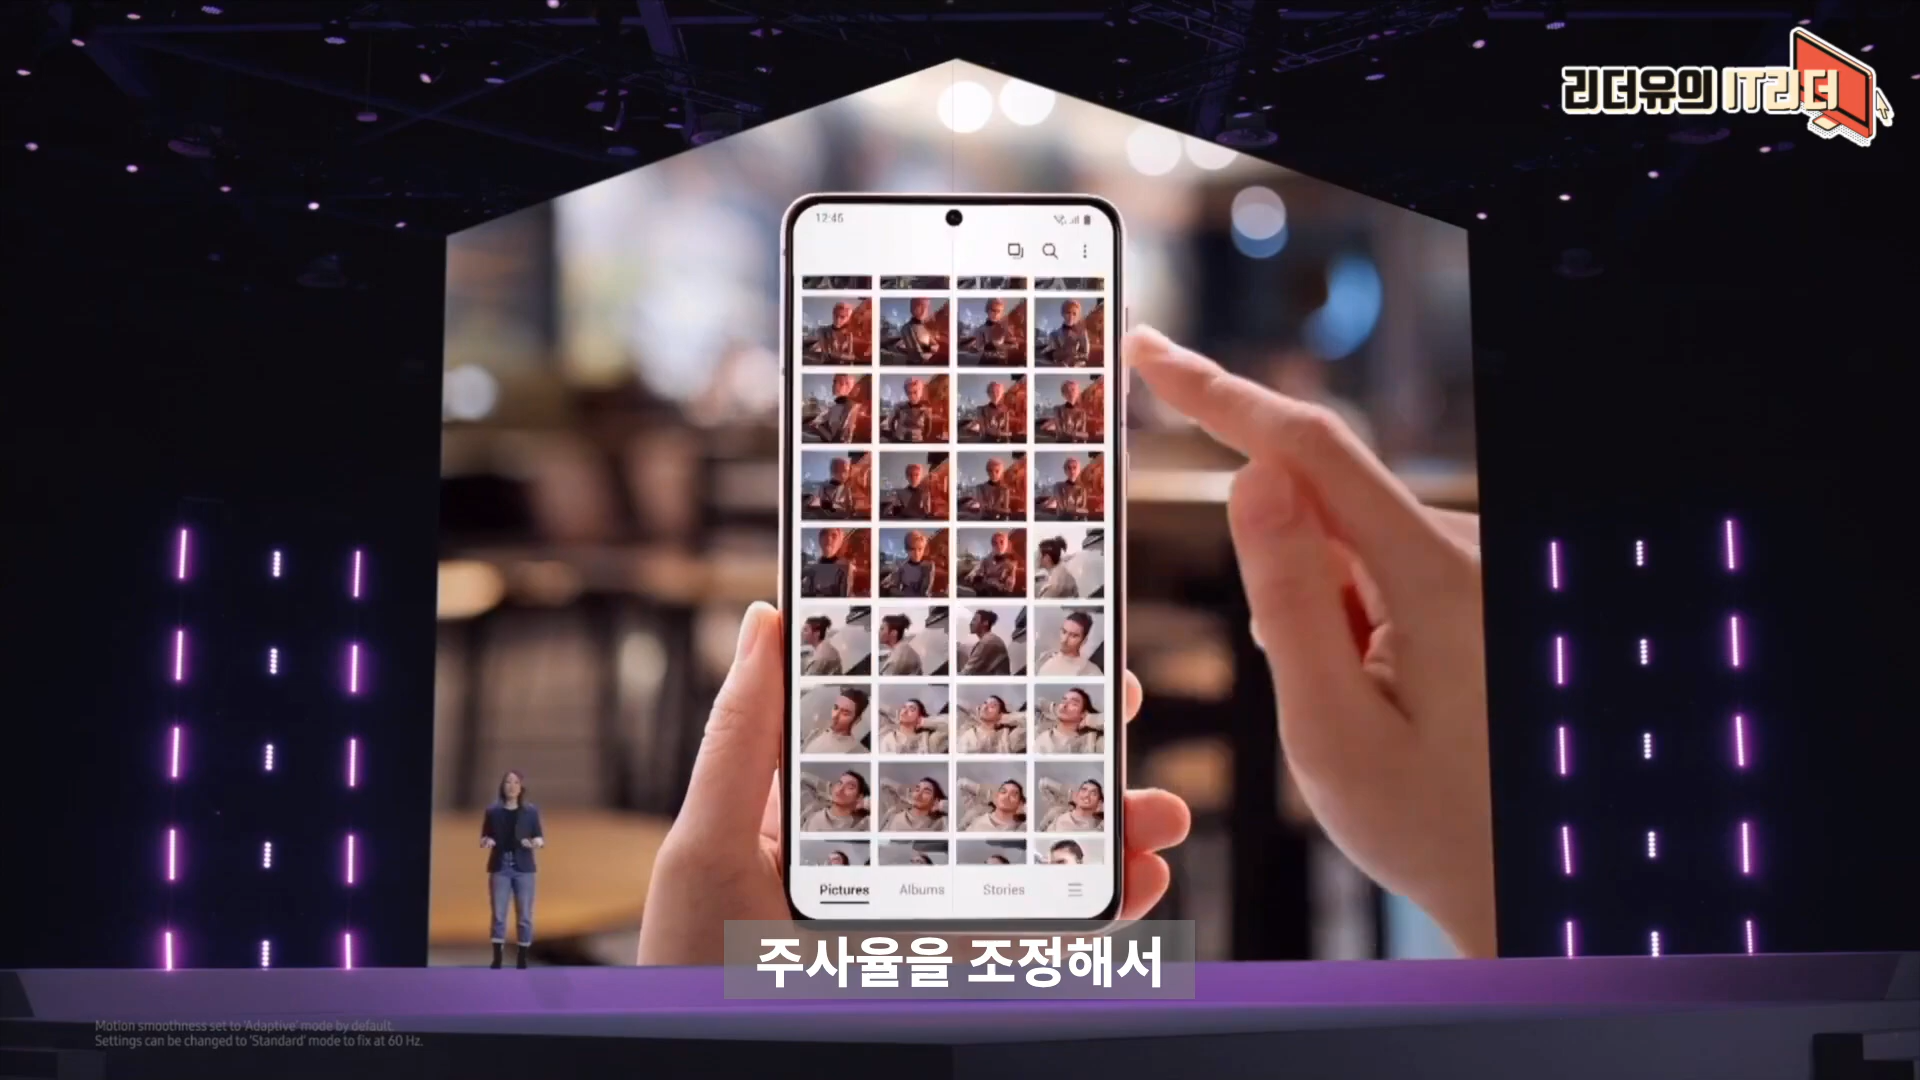 리더유의 IT리더
12:45
Pictures Albums Stories
주사율을 조정해서
Motion smoothness set to 'Adaptive' mode by default.
Settings can be changed to 'Standard' mode to fix at 60 Hz.